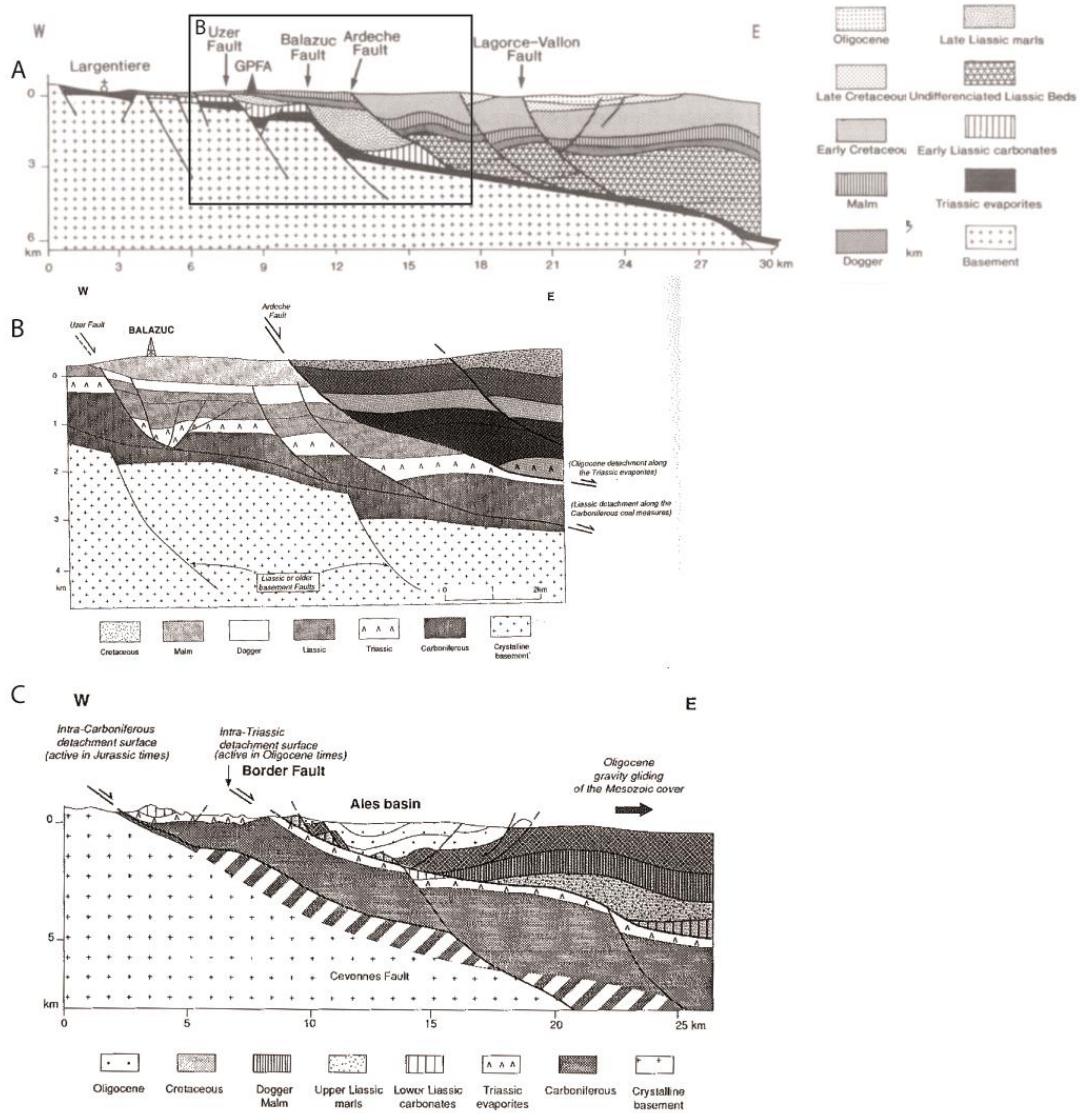 A
W
E
B
Largentiere
Uzer
Fault
GPFA
Balazuc
Fault
Ardeche
Fault
Lagorce-Vallon
Fault
0
3
6
km
0
3
6
9
12
15
18
21
24
27
30 km
Oligocene
Late Liassic marls
Late Cretaceou
Undifferenciated Liassic Beds
Early Cretaceou
Early Liassic carbonates
Malm
Triassic evaporites
Dogger
km
Basement
B
W
E
Uzer Fault
BALAZUC
Ardeche
Fault
0
1
2
3
4
km
(Oligocene detachment along
the Triassic evaporites)
(Liassic detachment along the
Carboniferous coal measures)
Liassic or older
basement Faults
0
2km
Cretaceous
Malm
Dogger
Liassic
Triassic
Carboniferous
Crystalline
basement
C
W
E
Intra-Carboniferous
detachment surface
(active in Jurassic times)
Intra-Triassic
detachment surface
(active in Oligocene times)
Border Fault
Ales basin
Oligocene
gravity gliding
of the Mesozoic cover
0
5
km
Cevennes Fault
0
5
10
15
20
25 km
Oligocene
Cretaceous
Dogger
Malm
Upper Liassic
marls
Lower Liassic
carbonates
Triassic
evaporites
Carboniferous
Crystalline
basement